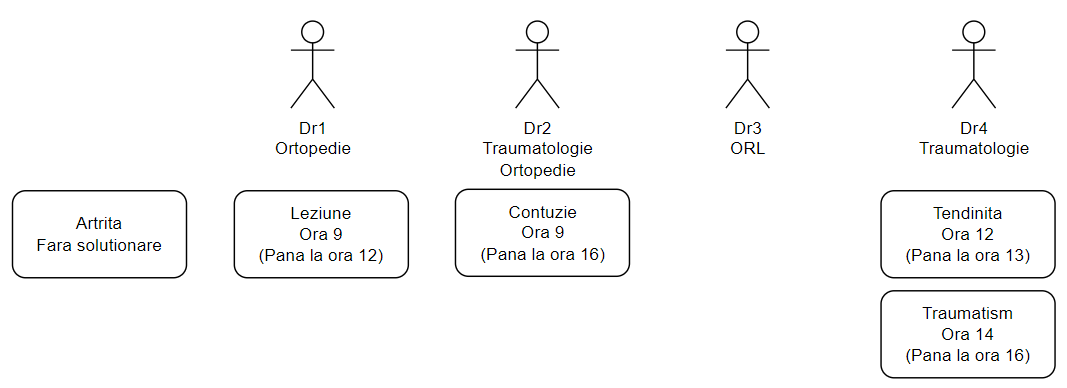 Dr1
Ortopedie
Dr2
Traumatologie
Ortopedie
Dr3
ORL
Dr4
Traumatologie
Artrita
Fara solutionare
Leziune
Ora 9
(Pana la ora 12)
Contuzie
Ora 9
(Pana la ora 16)
Tendinita
Ora 12
(Pana la ora 13)
Traumatism
Ora 14
(Pana la ora 16)